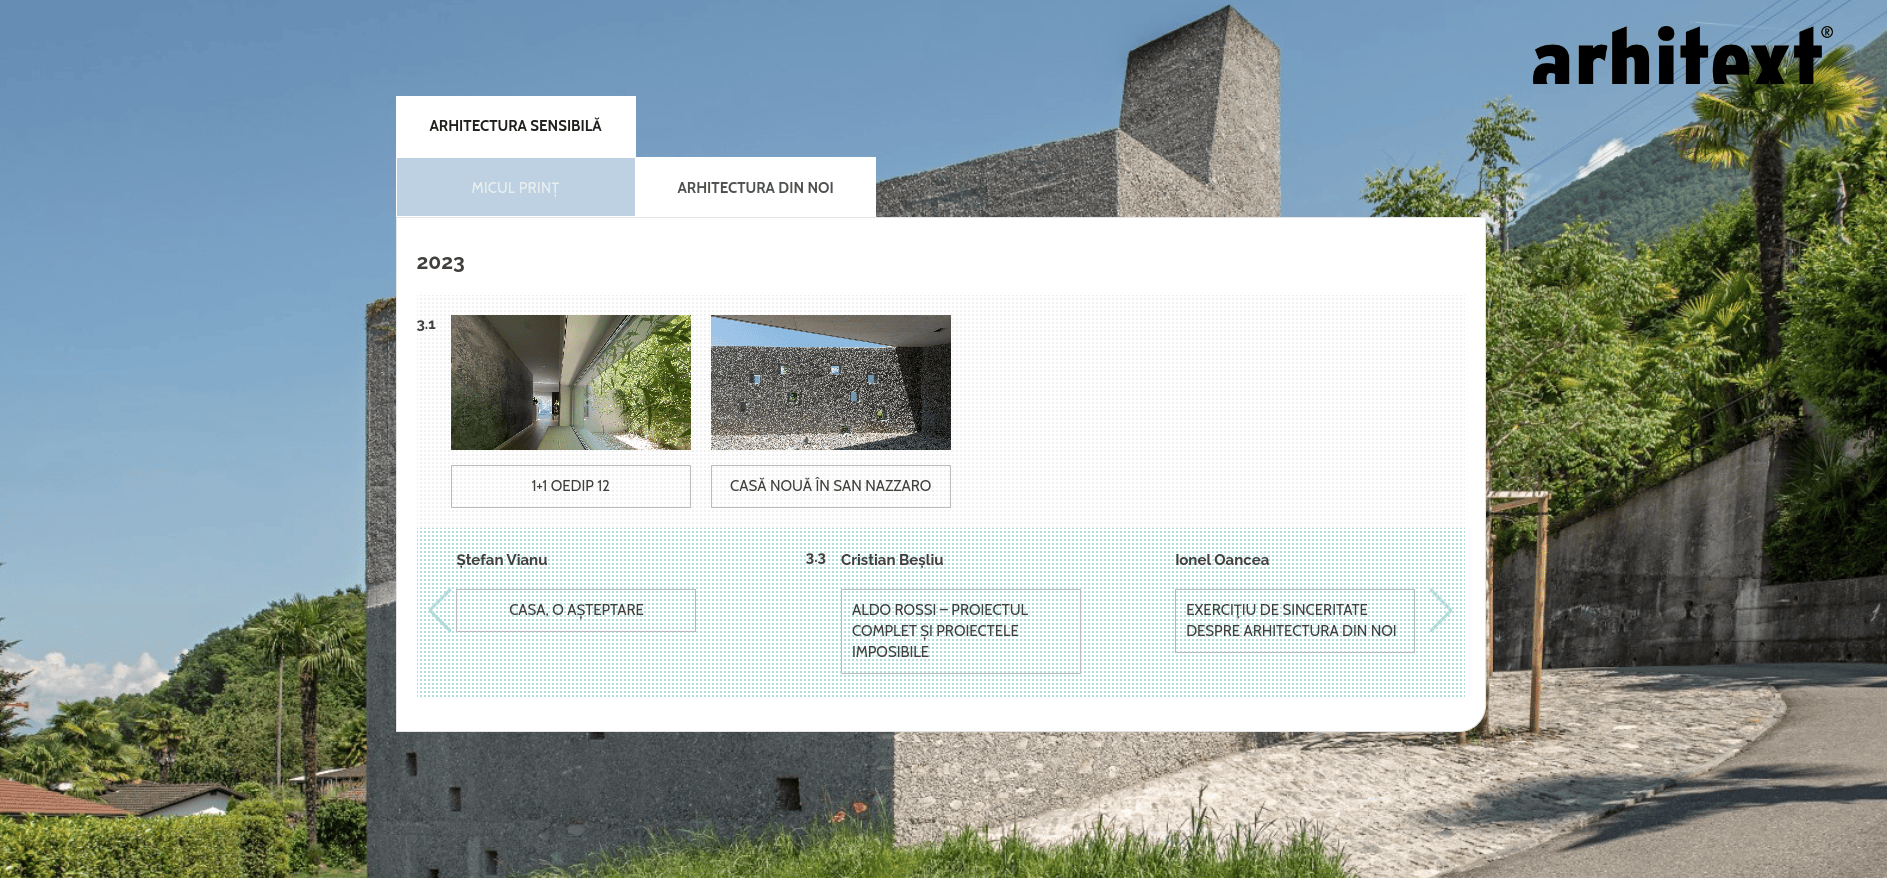 arhitext®
ARHITECTURA SENSIBILĂ
MICUL PRINȚ
ARHITECTURA DIN NOI
2023
3.1
1+1 OEDIP 12
CASĂ NOUĂ ÎN SAN NAZZARO
Ștefan Vianu
CASA, O AȘTEPTARE
3.3
Cristian Beșliu
ALDO ROSSI – PROIECTUL
COMPLET ȘI PROIECTELE
IMPOSIBILE
Ionel Oancea
EXERCIȚIU DE SINCERITATE
DESPRE ARHITECTURA DIN NOI